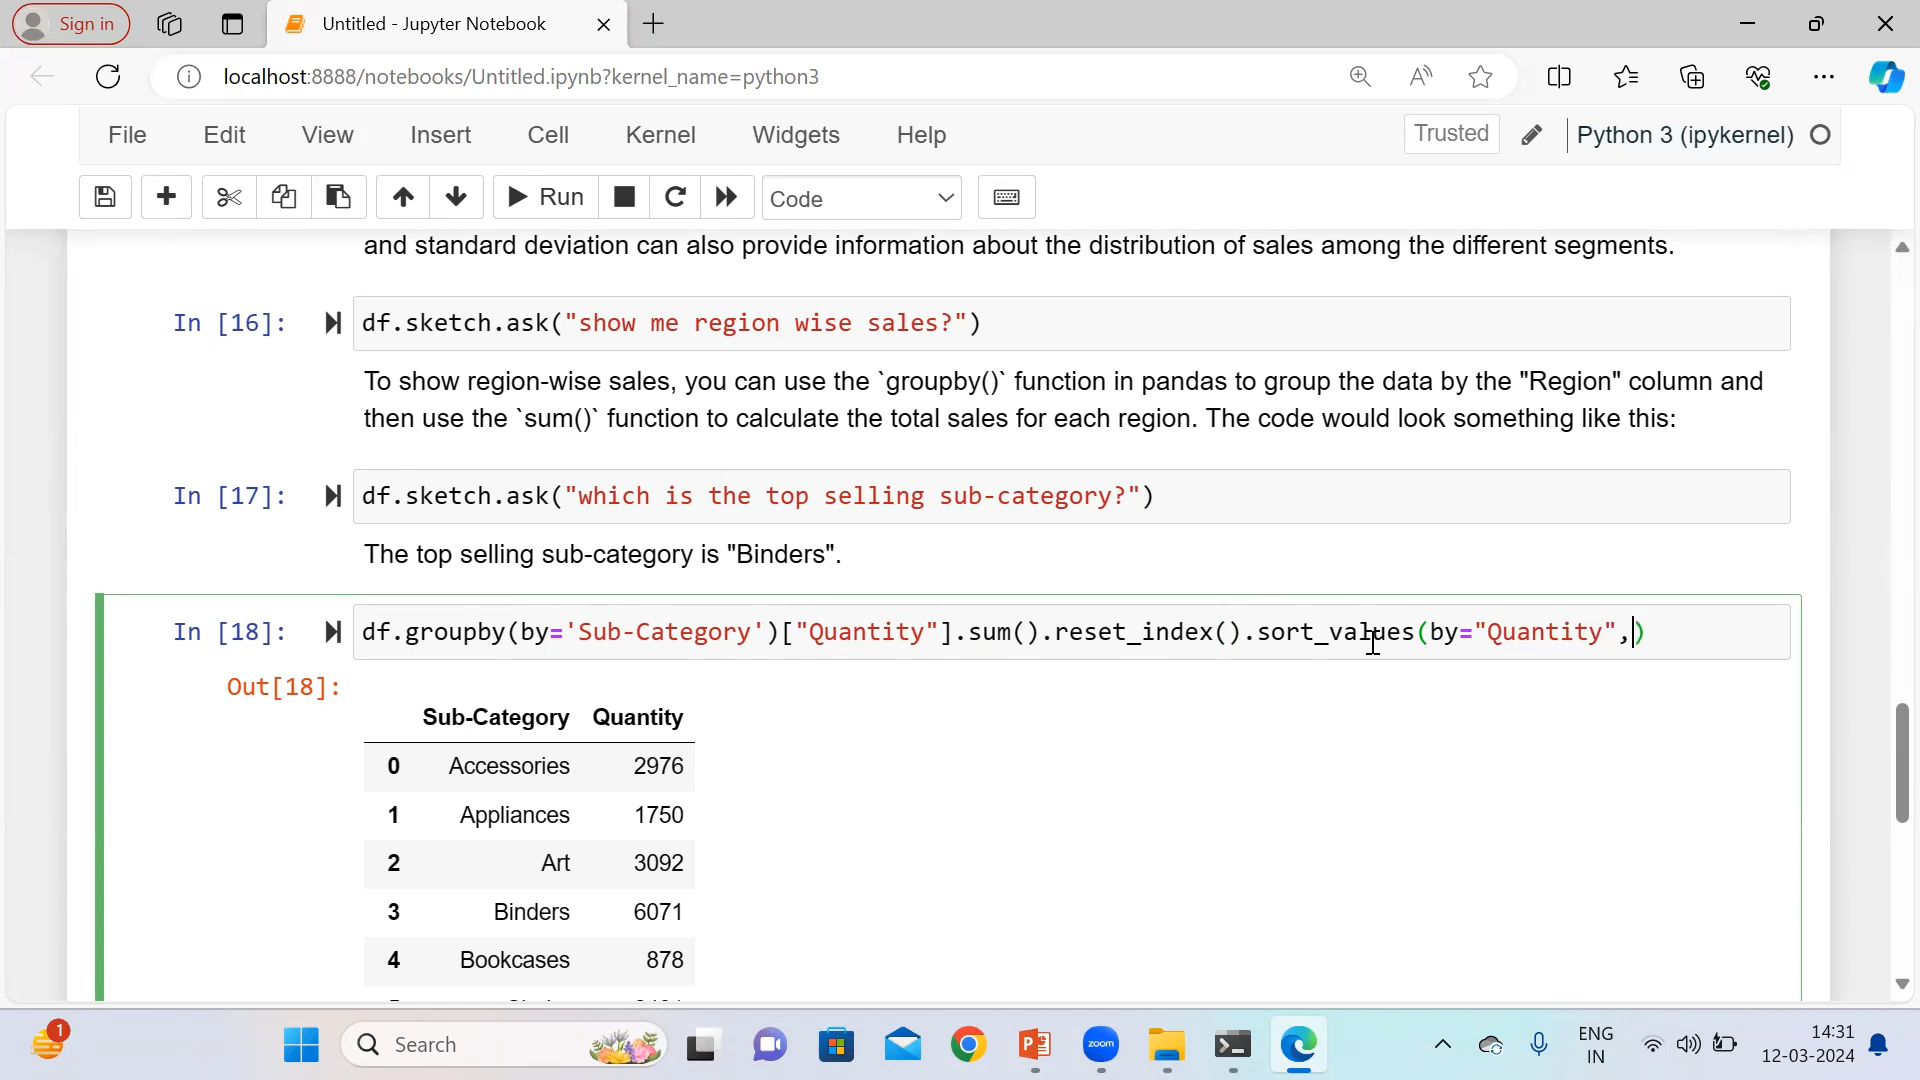 Sign in
Untitled - Jupyter Notebook
localhost:8888/notebooks/Untitled.ipynb?kernel_name=python3
File Edit View Insert Cell Kernel Widgets Help Trusted Python 3 (ipykernel)
Run Code
and standard deviation can also provide information about the distribution of sales among the different segments.
In [16]: df.sketch.ask("show me region wise sales?")
To show region-wise sales, you can use the `groupby()` function in pandas to group the data by the "Region" column and
then use the `sum()` function to calculate the total sales for each region. The code would look something like this:
In [17]: df.sketch.ask("which is the top selling sub-category?")
The top selling sub-category is "Binders".
In [18]: df.groupby(by='Sub-Category')["Quantity"].sum().reset_index().sort_values(by="Quantity",)
Out[18]:
Sub-Category Quantity
0 Accessories 2976
1 Appliances 1750
2 Art 3092
3 Binders 6071
4 Bookcases 878
1
Search
zoom
ENG
IN
14:31
12-03-2024